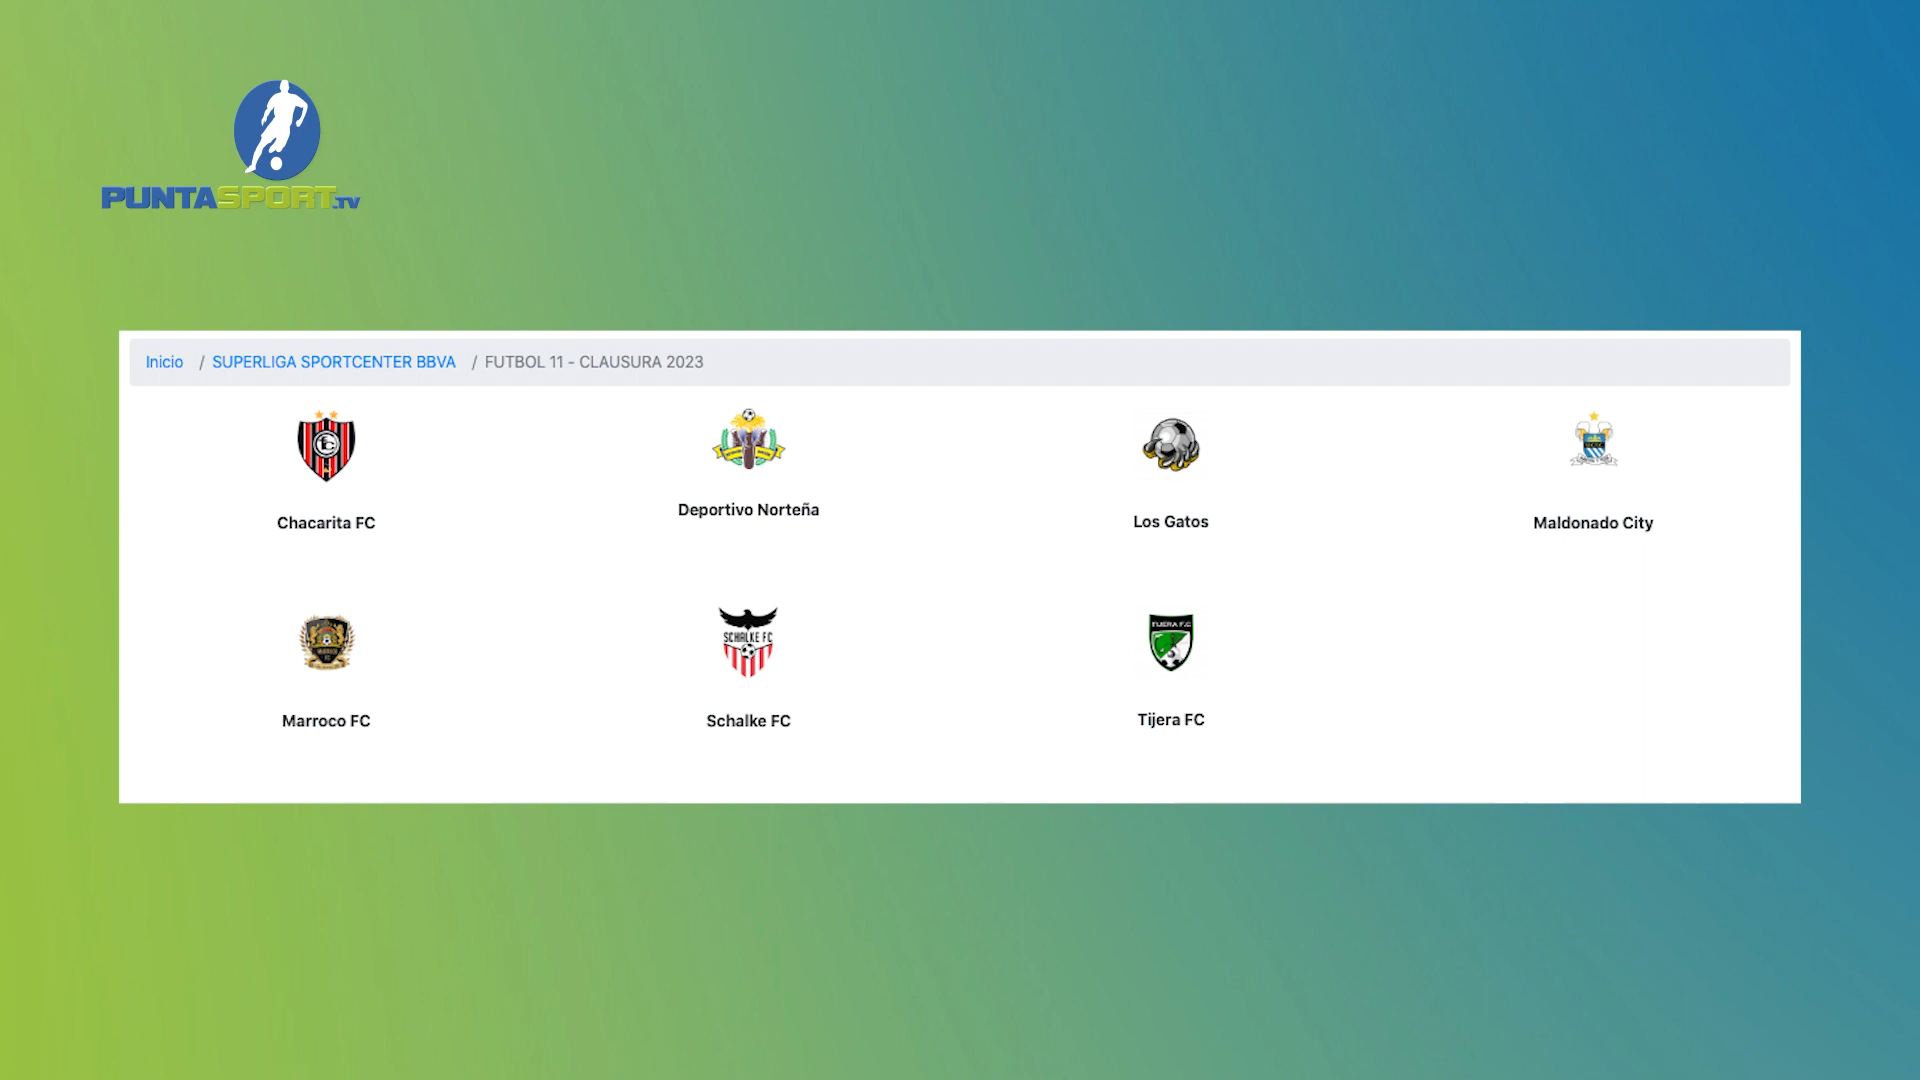 PUNTASPORT.TV
Inicio / SUPERLIGA SPORTCENTER BBVA / FUTBOL 11 - CLAUSURA 2023
Chacarita FC
Deportivo Norteña
Los Gatos
Maldonado City
SCHALKE FC
TIJERA F.C
Marroco FC
Schalke FC
Tijera FC